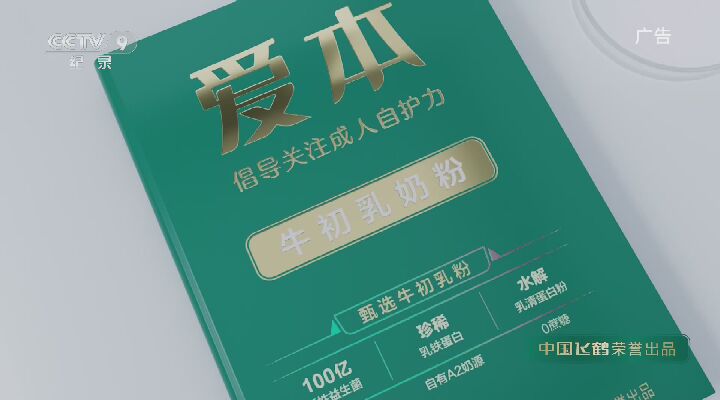 CCTV 9
纪录
广告
爱本
倡导关注成人自护力
牛初乳奶粉
甄选牛初乳粉
100亿
性益生菌
珍稀
乳铁蛋白
水解
乳清蛋白粉
自有A2奶源
0蔗糖
中国飞鹤荣誉出品
誉出品